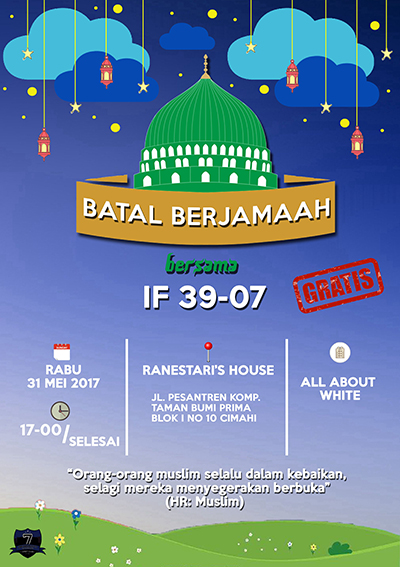 BATAL BERJAMAAH
bersama
IF 39-07
GRATIS
RABU
31 MEI 2017
17-00/SELESAI
RANESTARI'S HOUSE
JL. PESANTREN KOMP.
TAMAN BUMI PRIMA
BLOK I NO 10 CIMAHI
ALL ABOUT
WHITE
"Orang-orang muslim selalu dalam kebaikan,
selagi mereka menyegerakan berbuka"
(HR: Muslim)
7